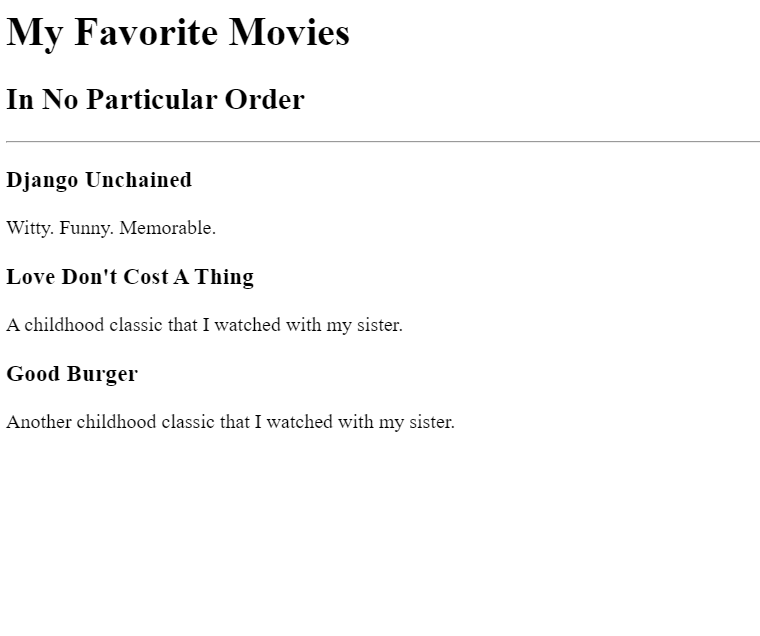 My Favorite Movies
In No Particular Order
Django Unchained
Witty. Funny. Memorable.
Love Don't Cost A Thing
A childhood classic that I watched with my sister.
Good Burger
Another childhood classic that I watched with my sister.